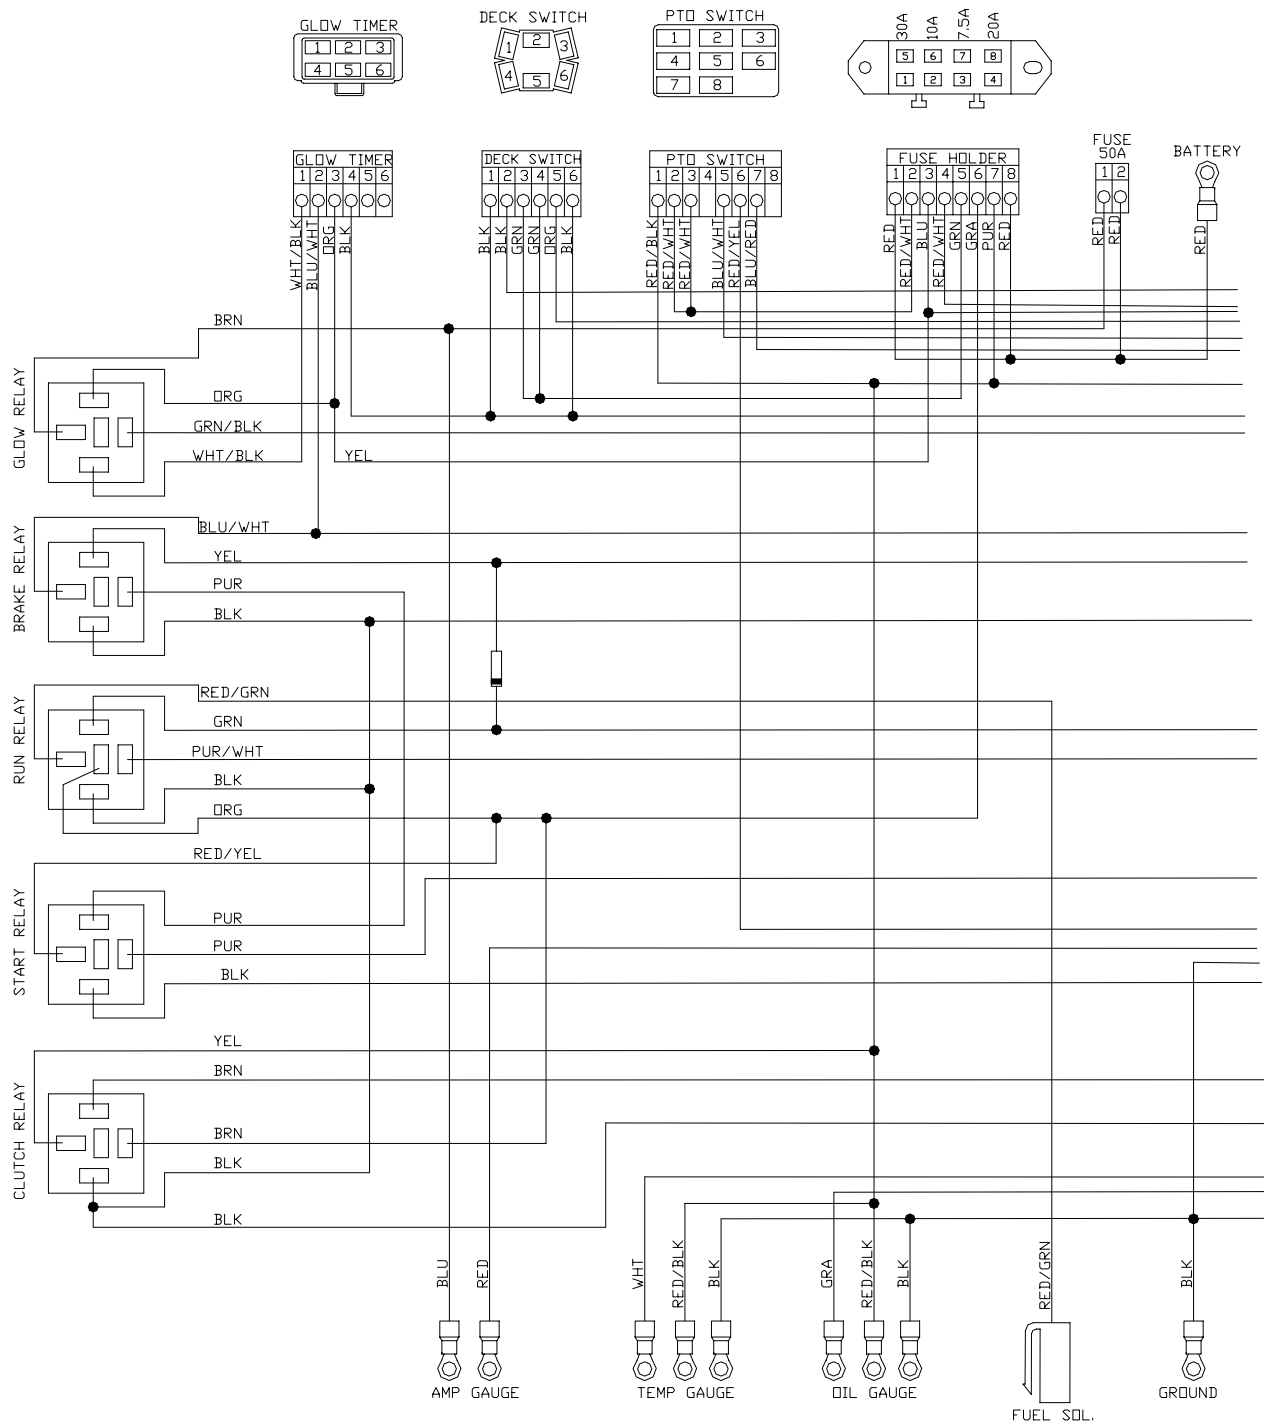 GLOW TIMER
1 2 3
4 5 6
DECK SWITCH
1 2 3
4 5 6
PTO SWITCH
1 2 3
4 5 6
7 8
30A 10A 7.5A 20A
5 6 7 8
1 2 3 4
GLOW TIMER
1 2 3 4 5 6
WHT/BLK
BLU/WHT
ORG
BLK
DECK SWITCH
1 2 3 4 5 6
BLK
BLK
GRN
GRN
ORG
BLK
PTO SWITCH
1 2 3 4 5 6 7 8
RED/BLK
RED/WHT
RED/WHT
BLU/WHT
RED/YEL
BLU/RED
FUSE HOLDER
1 2 3 4 5 6 7 8
RED
RED/WHT
BLU
RED/WHT
GRN
GRA
PUR
RED
FUSE
50A
1 2
RED
RED
BATTERY
RED
GLOW RELAY
BRN
ORG
GRN/BLK
WHT/BLK
YEL
BRAKE RELAY
BLU/WHT
YEL
PUR
BLK
RUN RELAY
RED/GRN
GRN
PUR/WHT
BLK
ORG
START RELAY
RED/YEL
PUR
PUR
BLK
CLUTCH RELAY
YEL
BRN
BRN
BLK
BLK
BLU
RED
AMP GAUGE
WHT
RED/BLK
BLK
TEMP GAUGE
GRA
RED/BLK
BLK
OIL GAUGE
RED/GRN
FUEL SOL.
BLK
GROUND